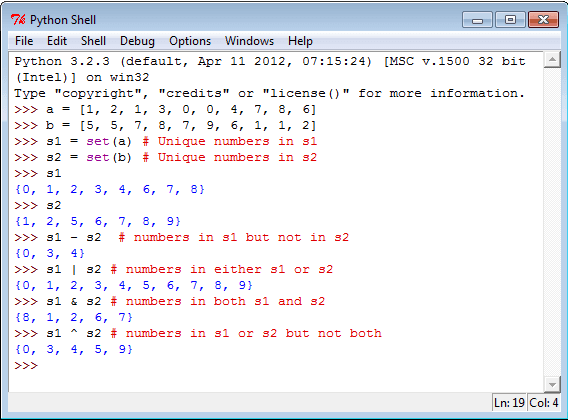 Python Shell
File Edit Shell Debug Options Windows Help
Python 3.2.3 (default, Apr 11 2012, 07:15:24) [MSC v.1500 32 bit
(Intel)] on win32
Type "copyright", "credits" or "license()" for more information.
>>> a = [1, 2, 1, 3, 0, 0, 4, 7, 8, 6]
>>> b = [5, 5, 7, 8, 7, 9, 6, 1, 1, 2]
>>> s1 = set(a) # Unique numbers in s1
>>> s2 = set(b) # Unique numbers in s2
>>> s1
{0, 1, 2, 3, 4, 6, 7, 8}
>>> s2
{1, 2, 5, 6, 7, 8, 9}
>>> s1 - s2  # numbers in s1 but not in s2
{0, 3, 4}
>>> s1 | s2 # numbers in either s1 or s2
{0, 1, 2, 3, 4, 5, 6, 7, 8, 9}
>>> s1 & s2 # numbers in both s1 and s2
{8, 1, 2, 6, 7}
>>> s1 ^ s2 # numbers in s1 or s2 but not both
{0, 3, 4, 5, 9}
>>>
Ln: 19 Col: 4